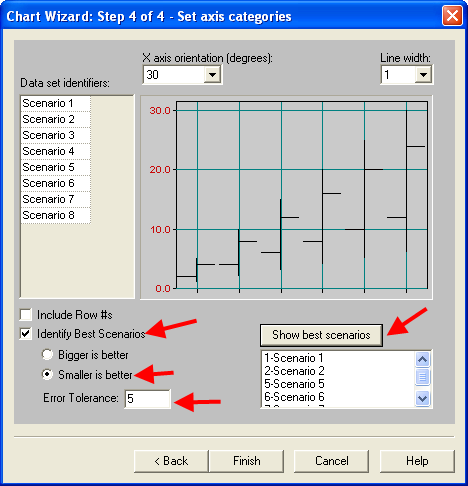 Chart Wizard: Step 4 of 4 - Set axis categories
X axis orientation (degrees):
Line width:
30
1
Data set identifiers:
Scenario 1
Scenario 2
Scenario 3
Scenario 4
Scenario 5
Scenario 6
Scenario 7
Scenario 8
30.0
20.0
10.0
0.0
Include Row #s
Identify Best Scenarios
Bigger is better
Smaller is better
Error Tolerance: 5
Show best scenarios
1-Scenario 1
2-Scenario 2
5-Scenario 5
6-Scenario 6
< Back
Finish
Cancel
Help